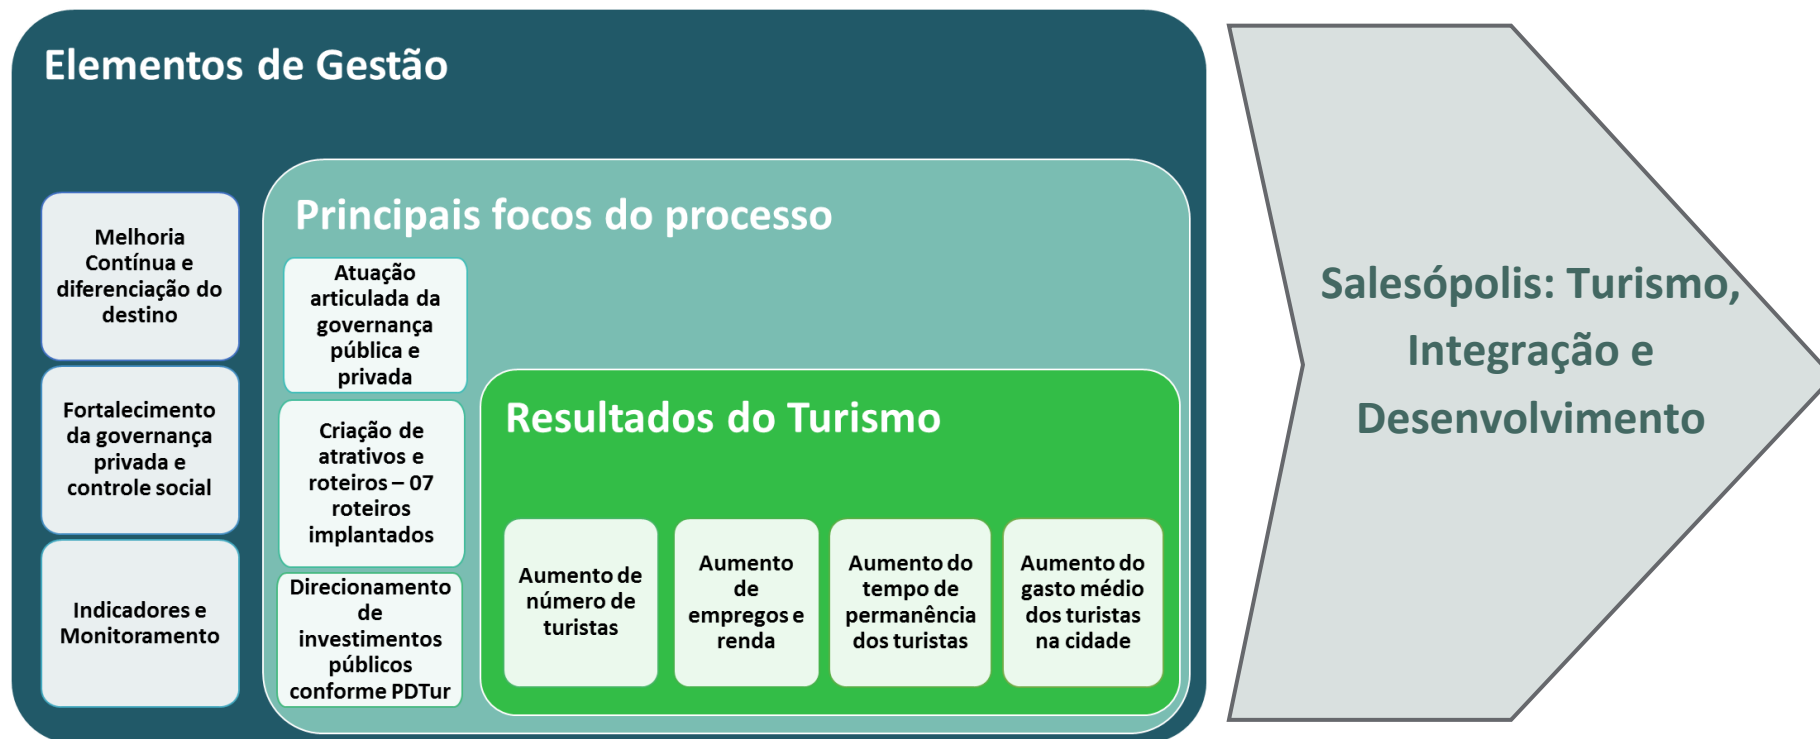 Elementos de Gestão
Melhoria
Contínua e
diferenciação do
destino
Fortalecimento
da governança
privada e
controle social
Indicadores e
Monitoramento
Principais focos do processo
Atuação
articulada da
governança
pública e
privada
Criação de
atrativos e
roteiros – 07
roteiros
implantados
Direcionamento
de
investimentos
públicos
conforme PDTur
Resultados do Turismo
Aumento de
número de
turistas
Aumento
de
empregos e
renda
Aumento do
tempo de
permanência
dos turistas
Aumento do
gasto médio
dos turistas
na cidade
Salesópolis: Turismo,
Integração e
Desenvolvimento